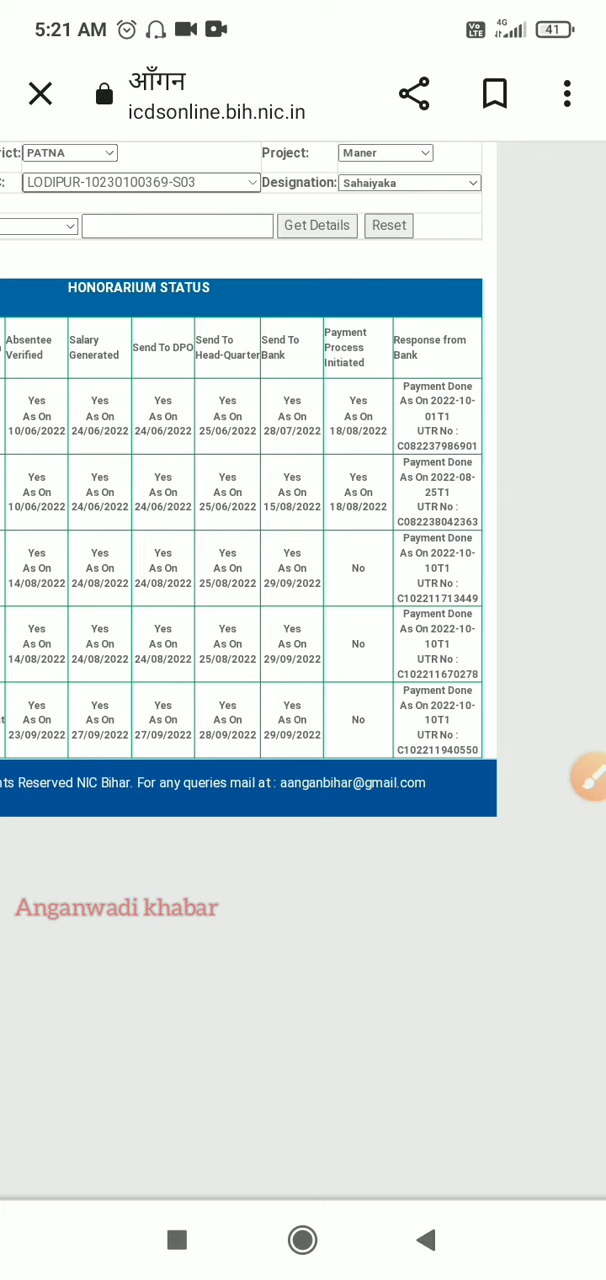 5:21 AM
Vo LTE 4G 41
आँगन
icdsonline.bih.nic.in
rict: PATNA Project: Maner
C: LODIPUR-10230100369-S03 Designation: Sahaiyaka
Get Details Reset
HONORARIUM STATUS
Absentee Verified Salary Generated Send To DPO Send To Head-Quarter Send To Bank Payment Process Initiated Response from Bank
Yes As On 10/06/2022 Yes As On 24/06/2022 Yes As On 24/06/2022 Yes As On 25/06/2022 Yes As On 28/07/2022 Yes As On 18/08/2022 Payment Done As On 2022-10-01T1 UTR No : C082237986901
Yes As On 10/06/2022 Yes As On 24/06/2022 Yes As On 24/06/2022 Yes As On 25/06/2022 Yes As On 15/08/2022 Yes As On 18/08/2022 Payment Done As On 2022-08-25T1 UTR No : C082238042363
Yes As On 14/08/2022 Yes As On 24/08/2022 Yes As On 24/08/2022 Yes As On 25/08/2022 Yes As On 29/09/2022 No Payment Done As On 2022-10-10T1 UTR No : C102211713449
Yes As On 14/08/2022 Yes As On 24/08/2022 Yes As On 24/08/2022 Yes As On 25/08/2022 Yes As On 29/09/2022 No Payment Done As On 2022-10-10T1 UTR No : C102211670278
Yes As On 23/09/2022 Yes As On 27/09/2022 Yes As On 27/09/2022 Yes As On 28/09/2022 Yes As On 29/09/2022 No Payment Done As On 2022-10-10T1 UTR No : C102211940550
nts Reserved NIC Bihar. For any queries mail at : aanganbihar@gmail.com
Anganwadi khabar